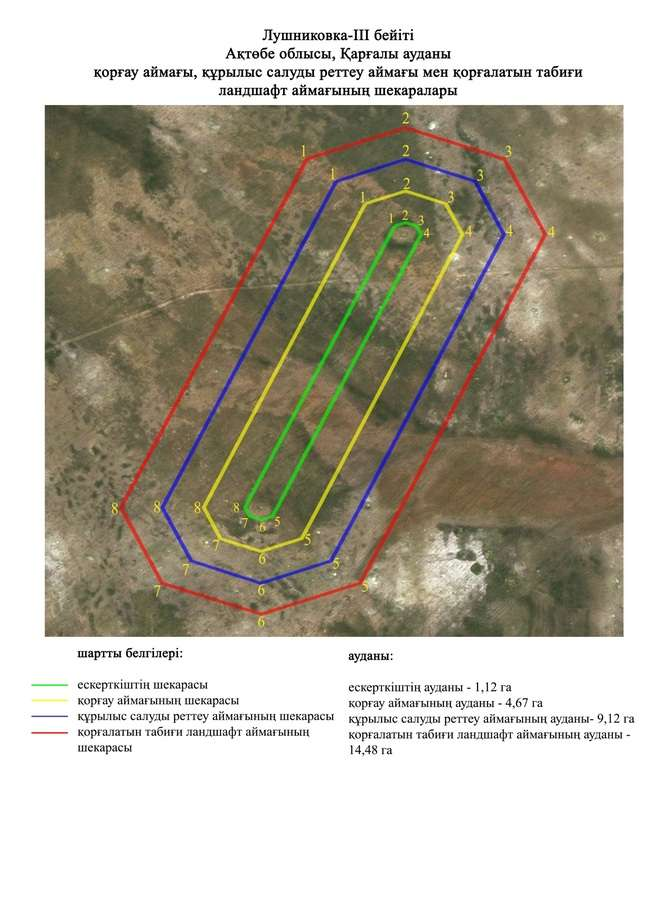 Лушниковка-III бейіті
Ақтөбе облысы, Қарғалы ауданы
қорғау аймағы, құрылыс салуды реттеу аймағы мен қорғалатын табиғи
ландшафт аймағының шекаралары
2
1 3
2
1 3
2
1 3
1 2 3
4 4 4 4
8 8 8 8
7 6 5
7 6 5
7 6 5
7 6 5
шартты белгілері:
ескерткіштің шекарасы
қорғау аймағының шекарасы
құрылыс салуды реттеу аймағының шекарасы
қорғалатын табиғи ландшафт аймағының
шекарасы
ауданы:
ескерткіштің ауданы - 1,12 га
қорғау аймағының ауданы - 4,67 га
құрылыс салуды реттеу аймағының ауданы- 9,12 га
қорғалатын табиғи ландшафт аймағының ауданы -
14,48 га